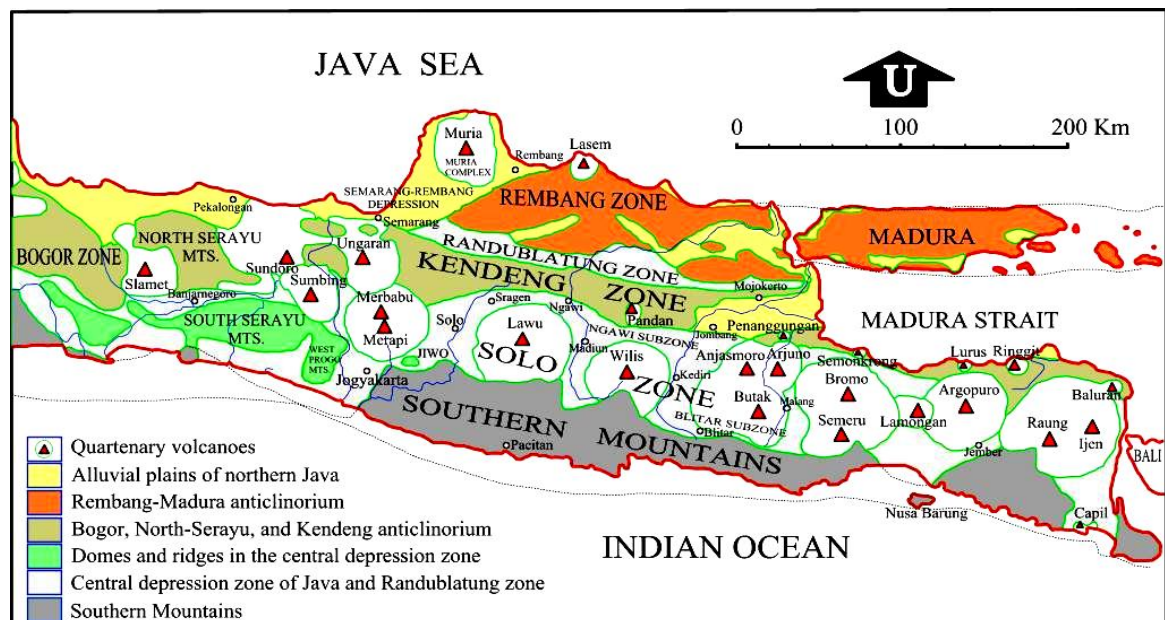 JAVA SEA
U
0 100 200 Km
Muria
MURIA
COMPLEX
Rembang
Lasem
SEMARANG-REMBANG
DEPRESSION
Semarang
Pekalongan
REMBANG ZONE
MADURA
RANDUBLATUNG ZONE
BOGOR ZONE
NORTH SERAYU
MTS.
Ungaran
KENDENG ZONE
Slamet
Sundoro
Sumbing
Banjarnegoro
Merbabu
Merapi
Sragen
Ngawi
Pandan
Mojokerto
MADURA STRAIT
SOUTH SERAYU
MTS.
Solo
Lawu
Madiun
NGAWI SUBZONE
Jombang
Penanggungan
WEST
PROGO
MTS.
JIWO
Jogyakarta
SOLO ZONE
Wilis
Kediri
Anjasmoro
Arjuno
Semonkrong
Lurus
Ringgit
Bromo
Argopuro
Baluran
Butak
Malang
BLITAR SUBZONE
Blitar
Semeru
Lamongan
Raung
Ijen
Jember
BALI
SOUTHERN MOUNTAINS
Pacitan
Nusa Barung
Capil
INDIAN OCEAN
Quartenary volcanoes
Alluvial plains of northern Java
Rembang-Madura anticlinorium
Bogor, North-Serayu, and Kendeng anticlinorium
Domes and ridges in the central depression zone
Central depression zone of Java and Randublatung zone
Southern Mountains